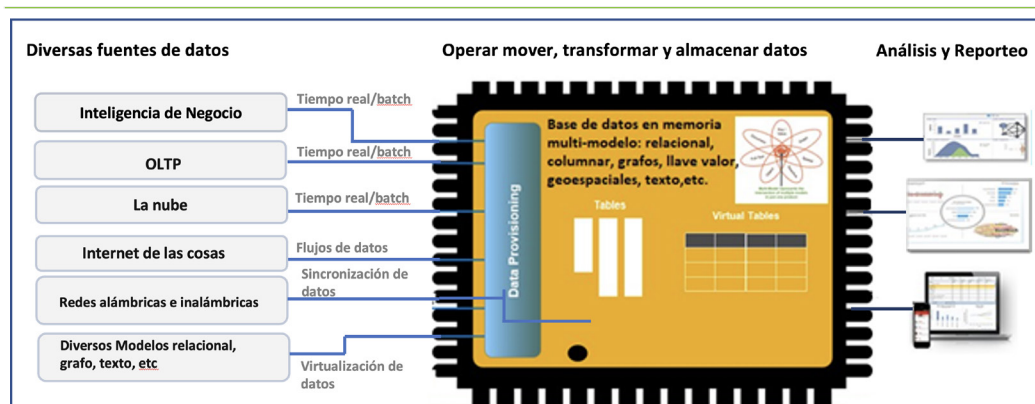 Diversas fuentes de datos
Operar mover, transformar y almacenar datos
Análisis y Reporteo
Inteligencia de Negocio
Tiempo real/batch
OLTP
Tiempo real/batch
La nube
Tiempo real/batch
Internet de las cosas
Flujos de datos
Redes alámbricas e inalámbricas
Sincronización de
datos
Diversos Modelos relacional,
grafo, texto, etc
Virtualización de
datos
Data Provisioning
Base de datos en memoria
multi-modelo: relacional,
columnar, grafos, llave valor,
geoespaciales, texto,etc.
Tables
Virtual Tables